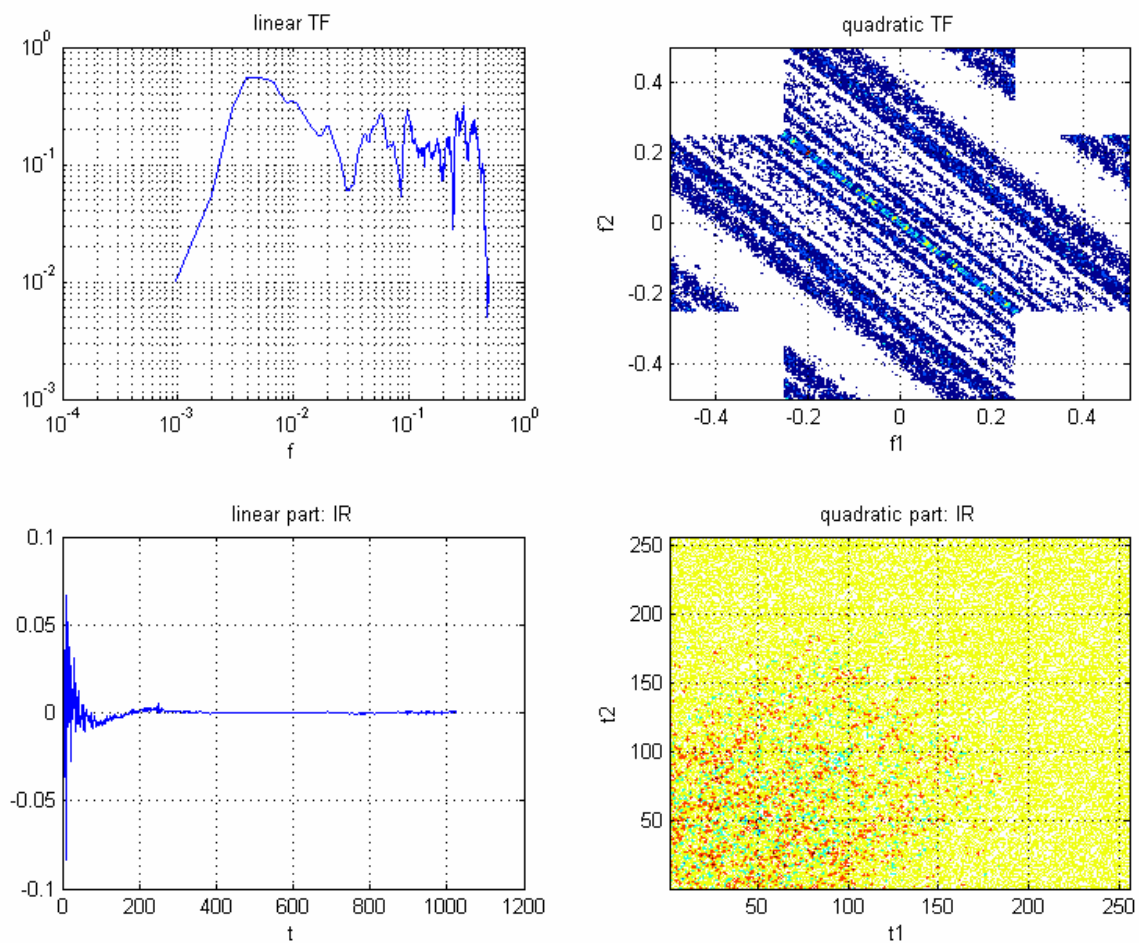 linear TF
10^0
10^-1
10^-2
10^-3
10^-4 10^-3 10^-2 10^-1 10^0
f
quadratic TF
0.4
0.2
0
-0.2
-0.4
-0.4 -0.2 0 0.2 0.4
f1
f2
linear part: IR
0.1
0.05
0
-0.05
-0.1
0 200 400 600 800 1000 1200
t
quadratic part: IR
250
200
150
100
50
50 100 150 200 250
t1
t2